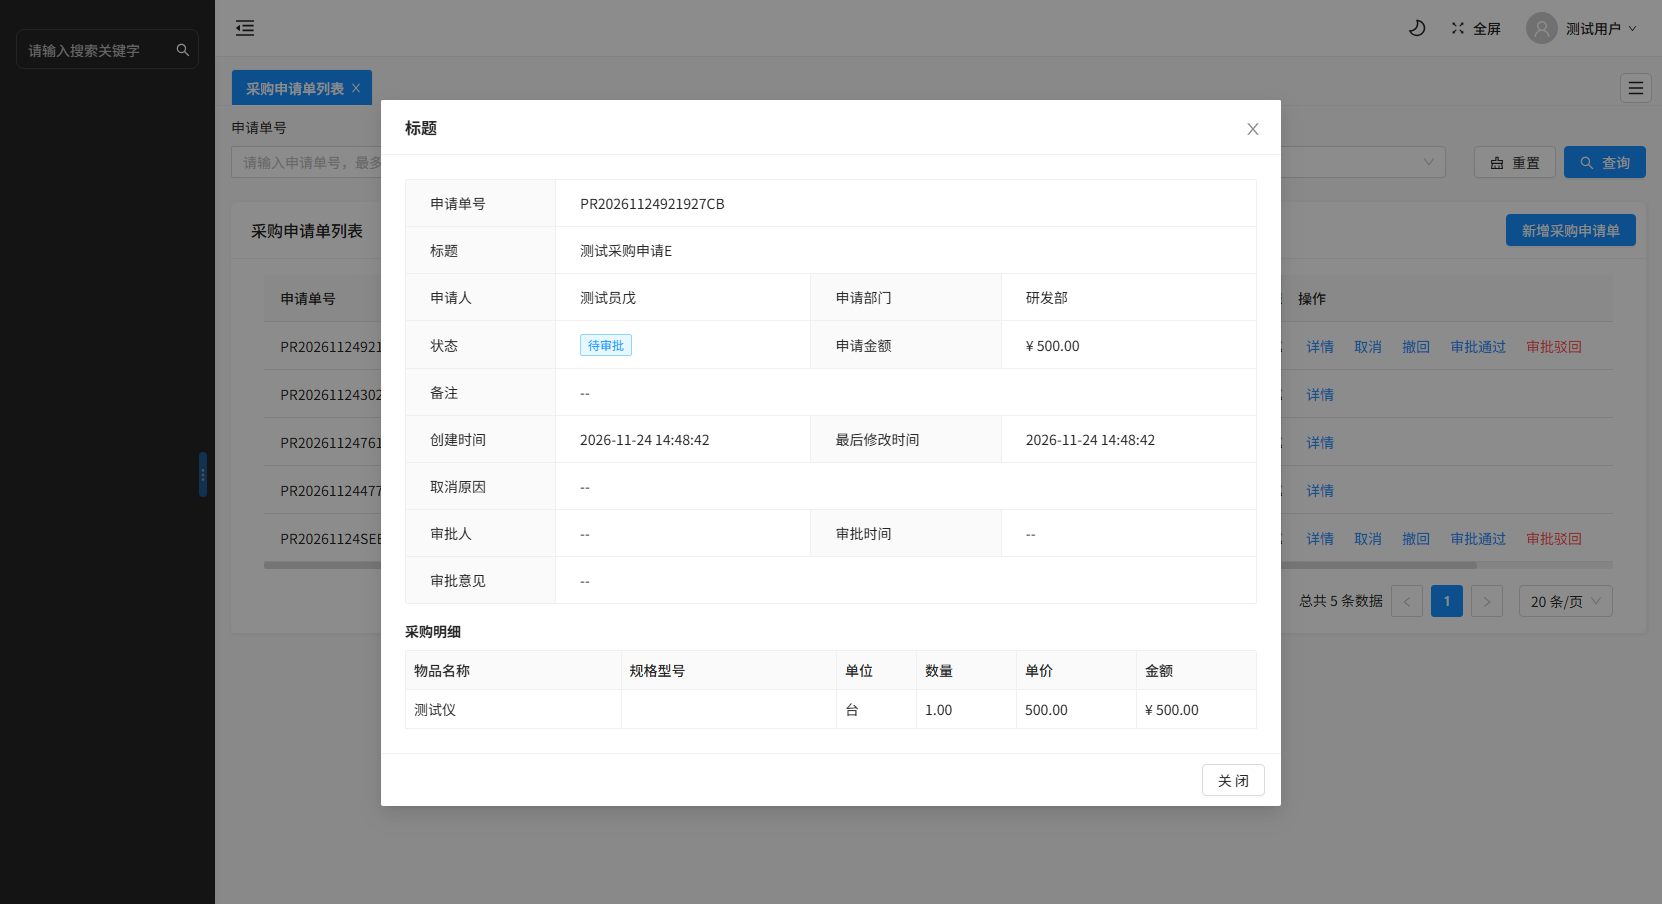 请输入搜索关键字
全屏
测试用户
采购申请单列表
申请单号
请输入申请单号，最多
重置
查询
采购申请单列表
新增采购申请单
申请单号
操作
PR20261124921
详情 取消 撤回 审批通过 审批驳回
PR20261124302
详情
PR20261124761
详情
PR20261124477
详情
PR20261124SEE
详情 取消 撤回 审批通过 审批驳回
总共 5 条数据
1
20 条/页
标题
申请单号 PR20261124921927CB
标题 测试采购申请E
申请人 测试员戊 申请部门 研发部
状态 待审批 申请金额 ¥ 500.00
备注 --
创建时间 2026-11-24 14:48:42 最后修改时间 2026-11-24 14:48:42
取消原因 --
审批人 -- 审批时间 --
审批意见 --
采购明细
物品名称 规格型号 单位 数量 单价 金额
测试仪 台 1.00 500.00 ¥ 500.00
关 闭